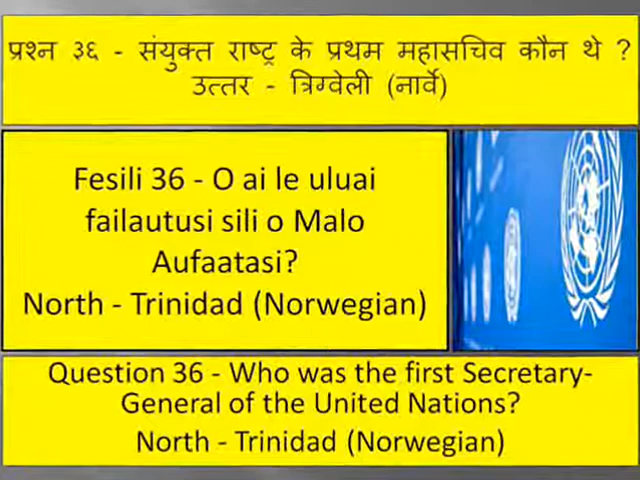 प्रश्न ३६ - संयुक्त राष्ट्र के प्रथम महासचिव कौन थे ?
उत्तर - त्रिग्वेली (नार्वे)
Fesili 36 - O ai le uluai
failautusi sili o Malo
Aufaatasi?
North - Trinidad (Norwegian)
Question 36 - Who was the first Secretary-
General of the United Nations?
North - Trinidad (Norwegian)